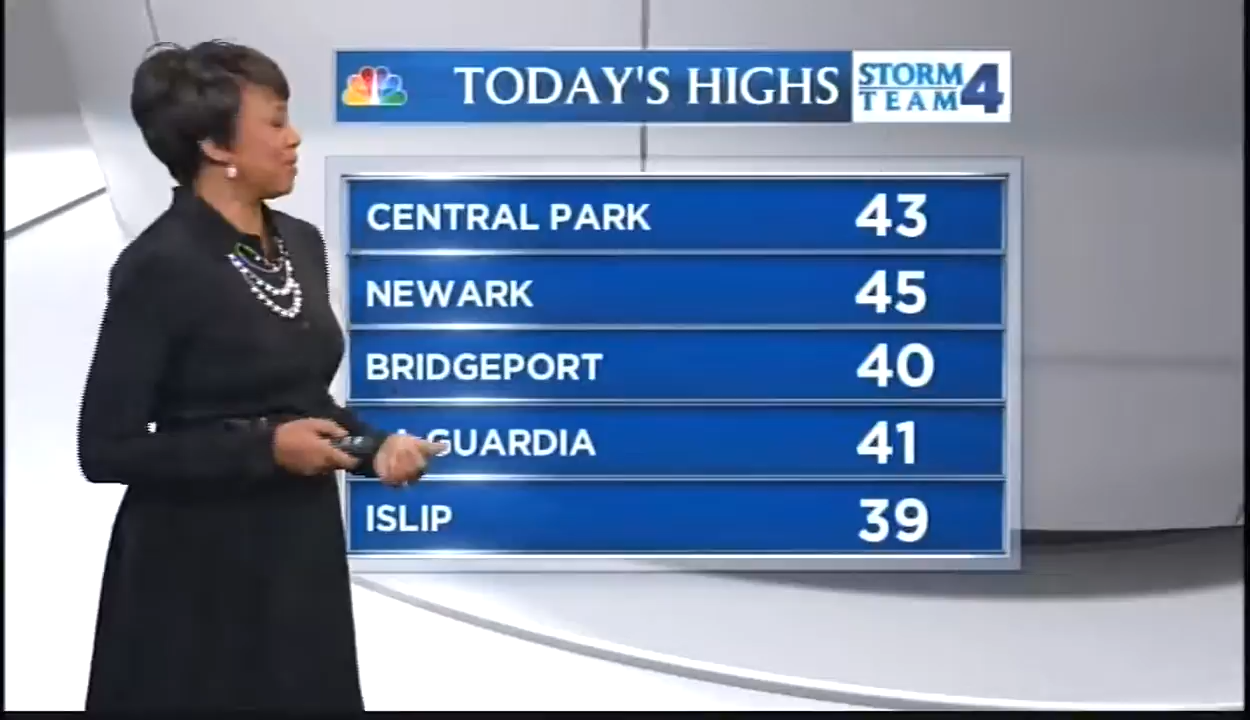 TODAY'S HIGHS
STORM
TEAM 4
CENTRAL PARK 43
NEWARK 45
BRIDGEPORT 40
GUARDIA 41
ISLIP 39